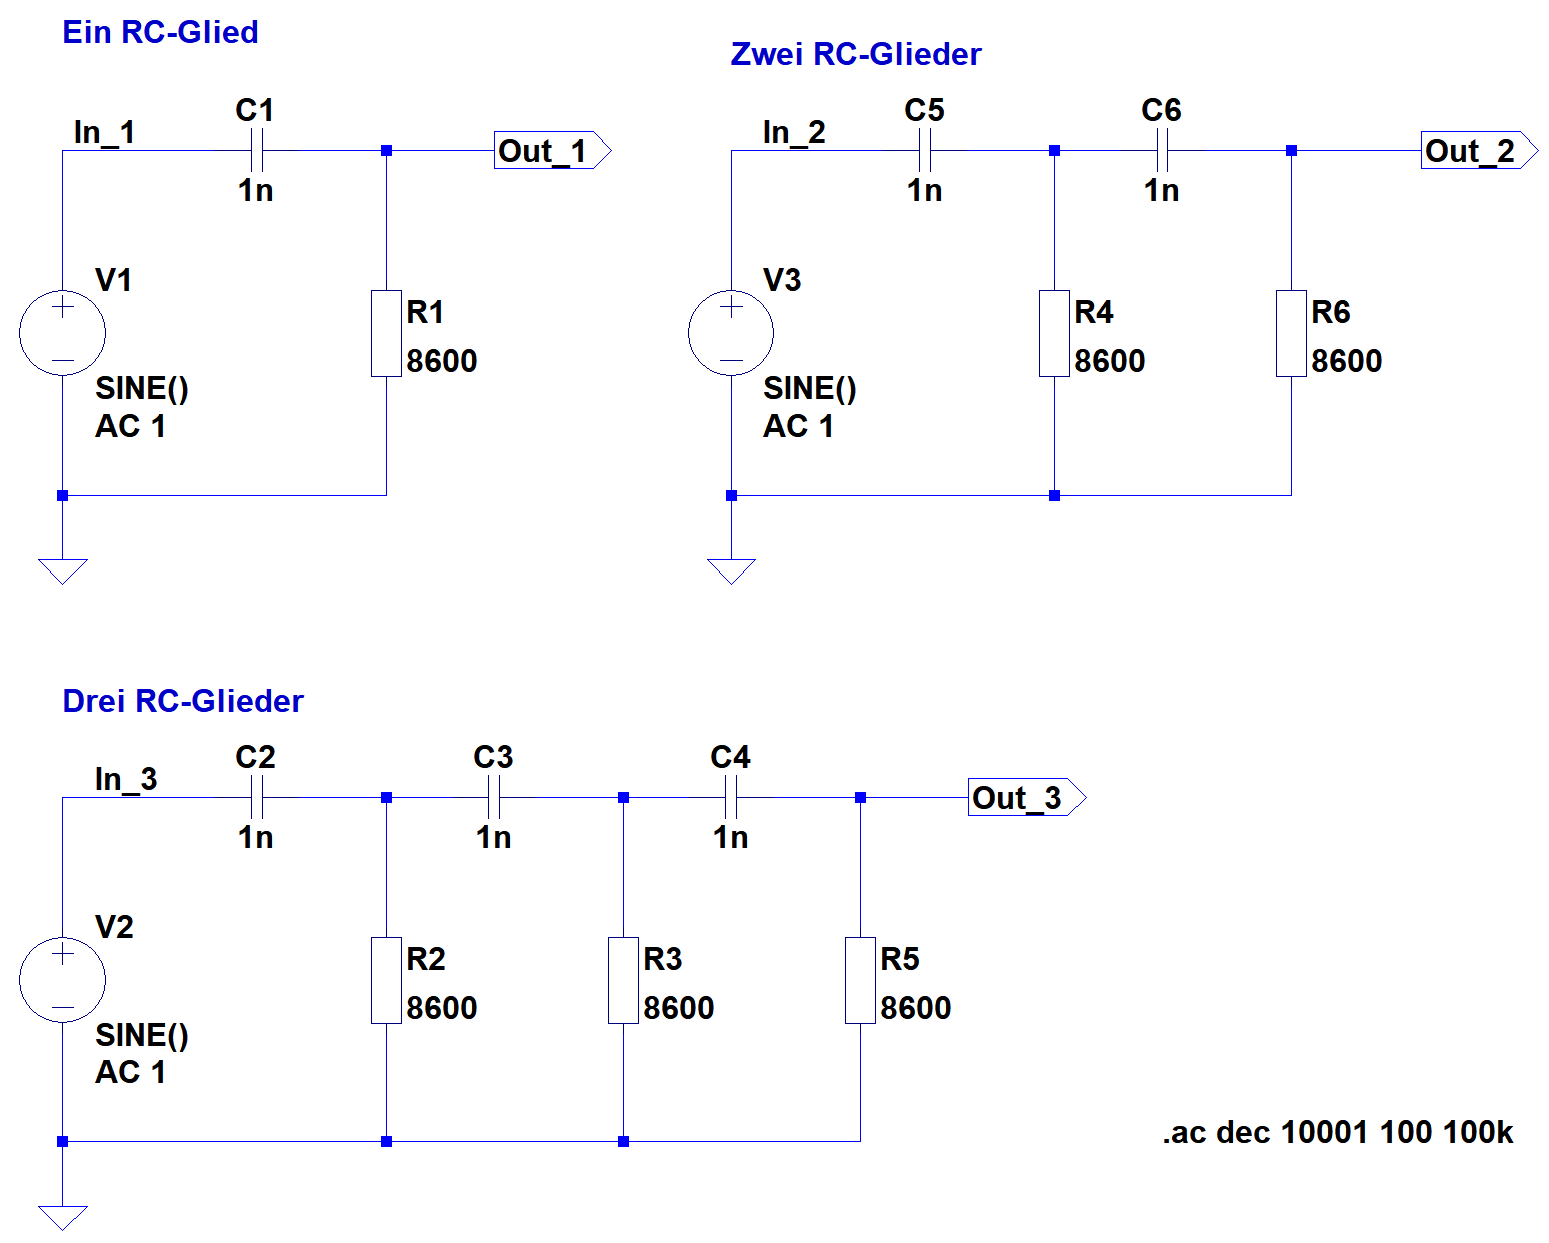 Ein RC-Glied
C1
In_1
Out_1
1n
V1
R1
8600
SINE()
AC 1
Zwei RC-Glieder
C5
C6
In_2
Out_2
1n
1n
V3
R4
R6
8600
8600
SINE()
AC 1
Drei RC-Glieder
C2
C3
C4
In_3
Out_3
1n
1n
1n
V2
R2
R3
R5
8600
8600
8600
SINE()
AC 1
.ac dec 10001 100 100k